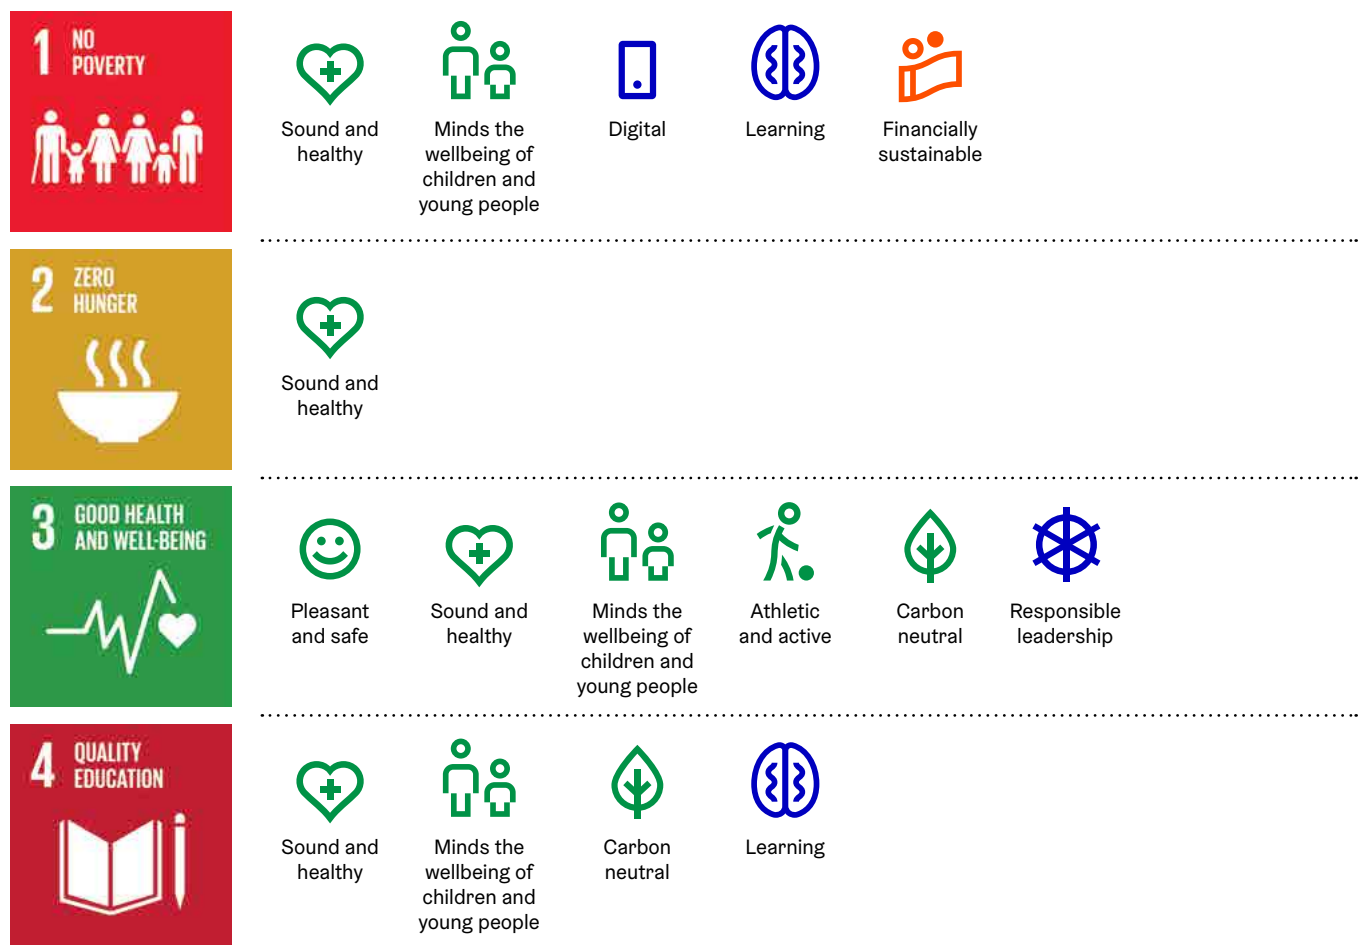 1 NO
POVERTY
Sound and
healthy
Minds the
wellbeing of
children and
young people
Digital
Learning
Financially
sustainable
2 ZERO
HUNGER
Sound and
healthy
3 GOOD HEALTH
AND WELL-BEING
Pleasant
and safe
Sound and
healthy
Minds the
wellbeing of
children and
young people
Athletic
and active
Carbon
neutral
Responsible
leadership
4 QUALITY
EDUCATION
Sound and
healthy
Minds the
wellbeing of
children and
young people
Carbon
neutral
Learning